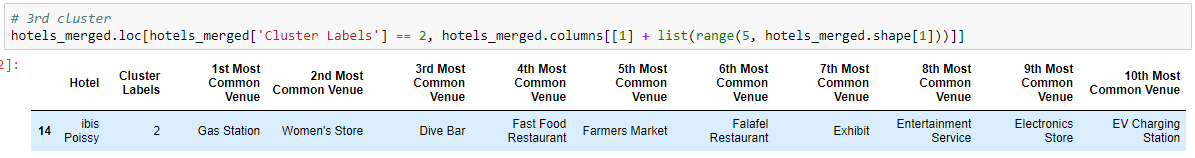 # 3rd cluster
hotels_merged.loc[hotels_merged['Cluster Labels'] == 2, hotels_merged.columns[[1] + list(range(5, hotels_merged.shape[1]))]]
2]:
Hotel Cluster Labels 1st Most Common Venue 2nd Most Common Venue 3rd Most Common Venue 4th Most Common Venue 5th Most Common Venue 6th Most Common Venue 7th Most Common Venue 8th Most Common Venue 9th Most Common Venue 10th Most Common Venue
14 ibis Poissy 2 Gas Station Women's Store Dive Bar Fast Food Restaurant Farmers Market Falafel Restaurant Exhibit Entertainment Service Electronics Store EV Charging Station